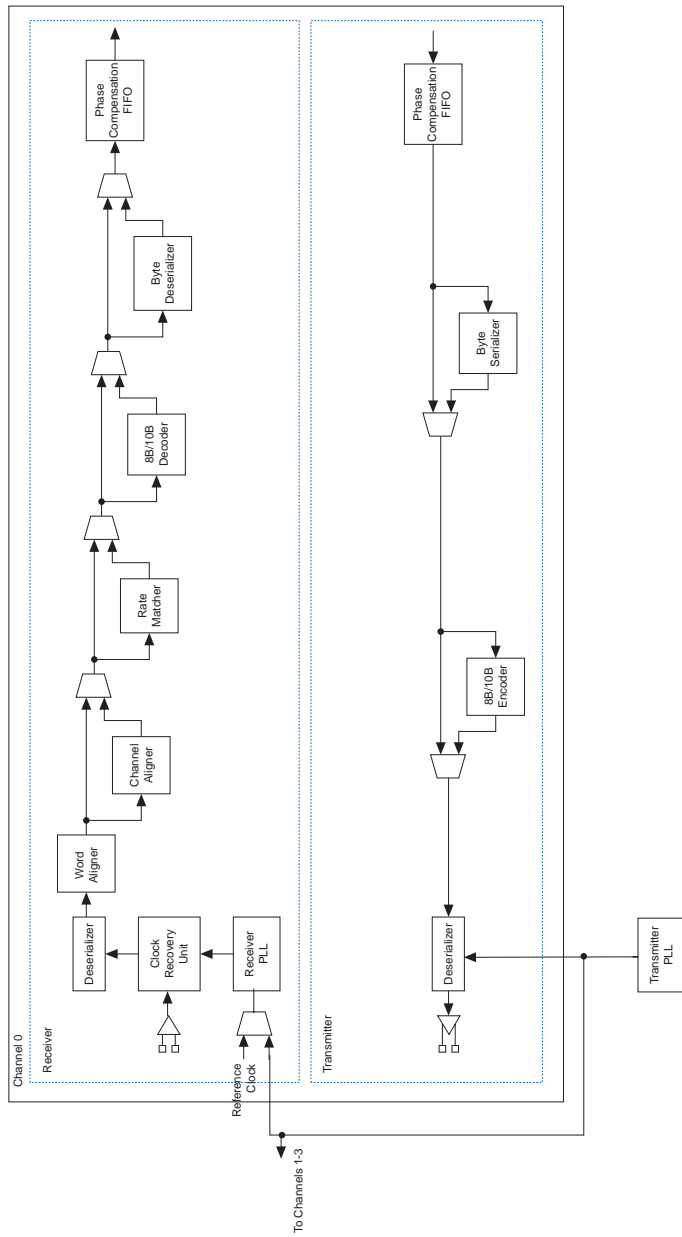 Channel 0
Receiver
Deserializer
Word
Aligner
Channel
Aligner
Rate
Matcher
8B/10B
Decoder
Byte
Deserializer
Phase
Compensation
FIFO
Clock
Recovery
Unit
Receiver
PLL
Reference
Clock
Transmitter
Deserializer
8B/10B
Encoder
Byte
Serializer
Phase
Compensation
FIFO
To Channels 1-3
Transmitter
PLL